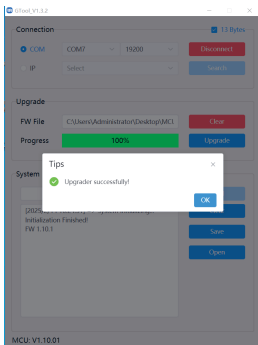 GTool_V1.3.2
Connection
13 Bytes
COM
COM7
19200
Disconnect
IP
Select
Search
Upgrade
FW File
C:\Users\Administrator\Desktop\MCI
Clear
Progress
100%
Upgrade
Tips
Upgrader successfully!
OK
System
Initialization Finished!
FW 1.10.1
Save
Open
MCU: V1.10.01